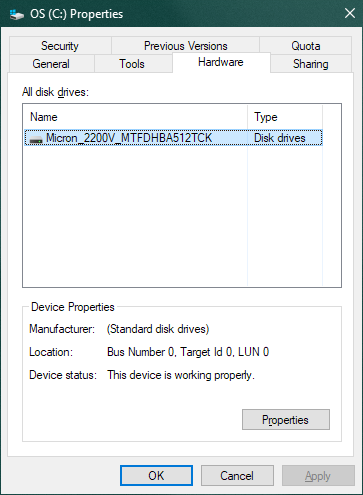 OS (C:) Properties
Security Previous Versions Quota
General Tools Hardware Sharing
All disk drives:
Name Type
Micron_2200V_MTFDHBA512TCK Disk drives
Device Properties
Manufacturer: (Standard disk drives)
Location: Bus Number 0, Target Id 0, LUN 0
Device status: This device is working properly.
Properties
OK Cancel Apply